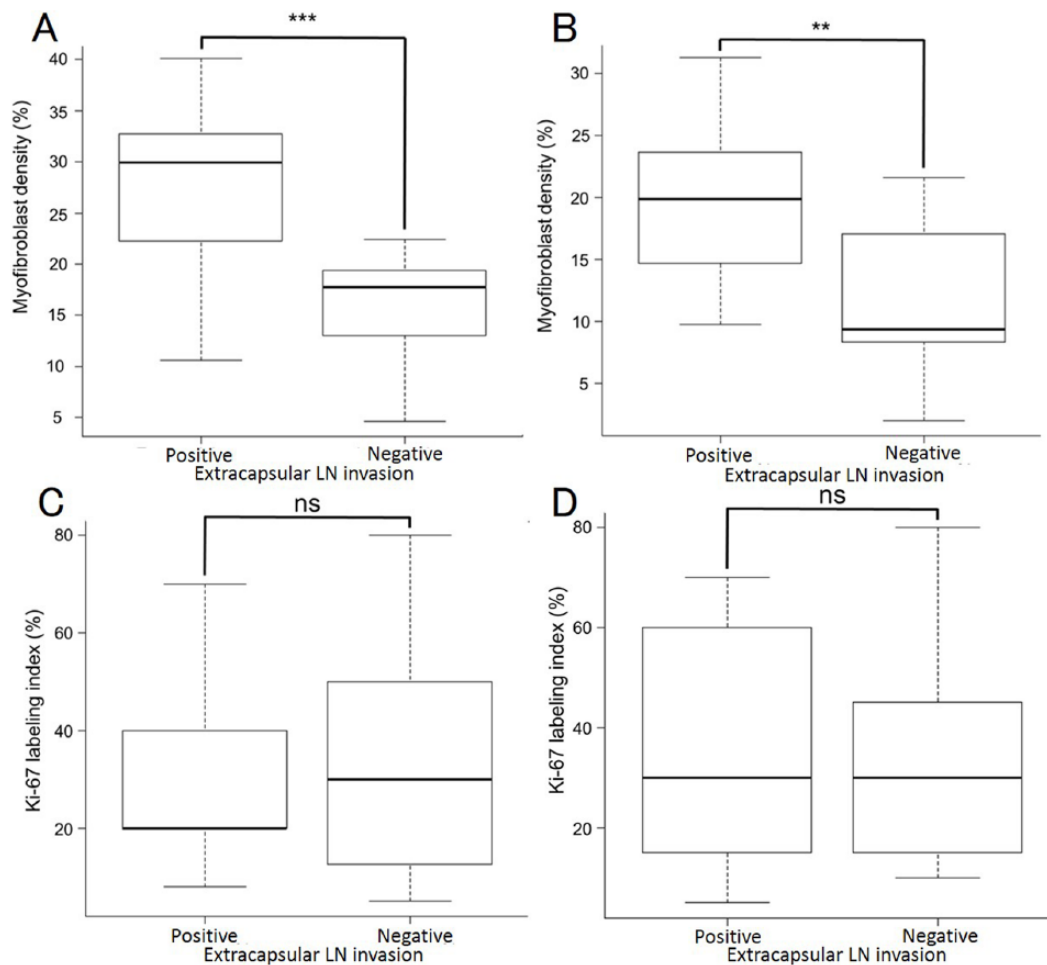 A
***
Myofibroblast density (%)
40
35
30
25
20
15
10
5
Positive
Negative
Extracapsular LN invasion
B
**
Myofibroblast density (%)
30
25
20
15
10
5
Positive
Negative
Extracapsular LN invasion
C
ns
Ki-67 labeling index (%)
80
60
40
20
Positive
Negative
Extracapsular LN invasion
D
ns
Ki-67 labeling index (%)
80
60
40
20
Positive
Negative
Extracapsular LN invasion